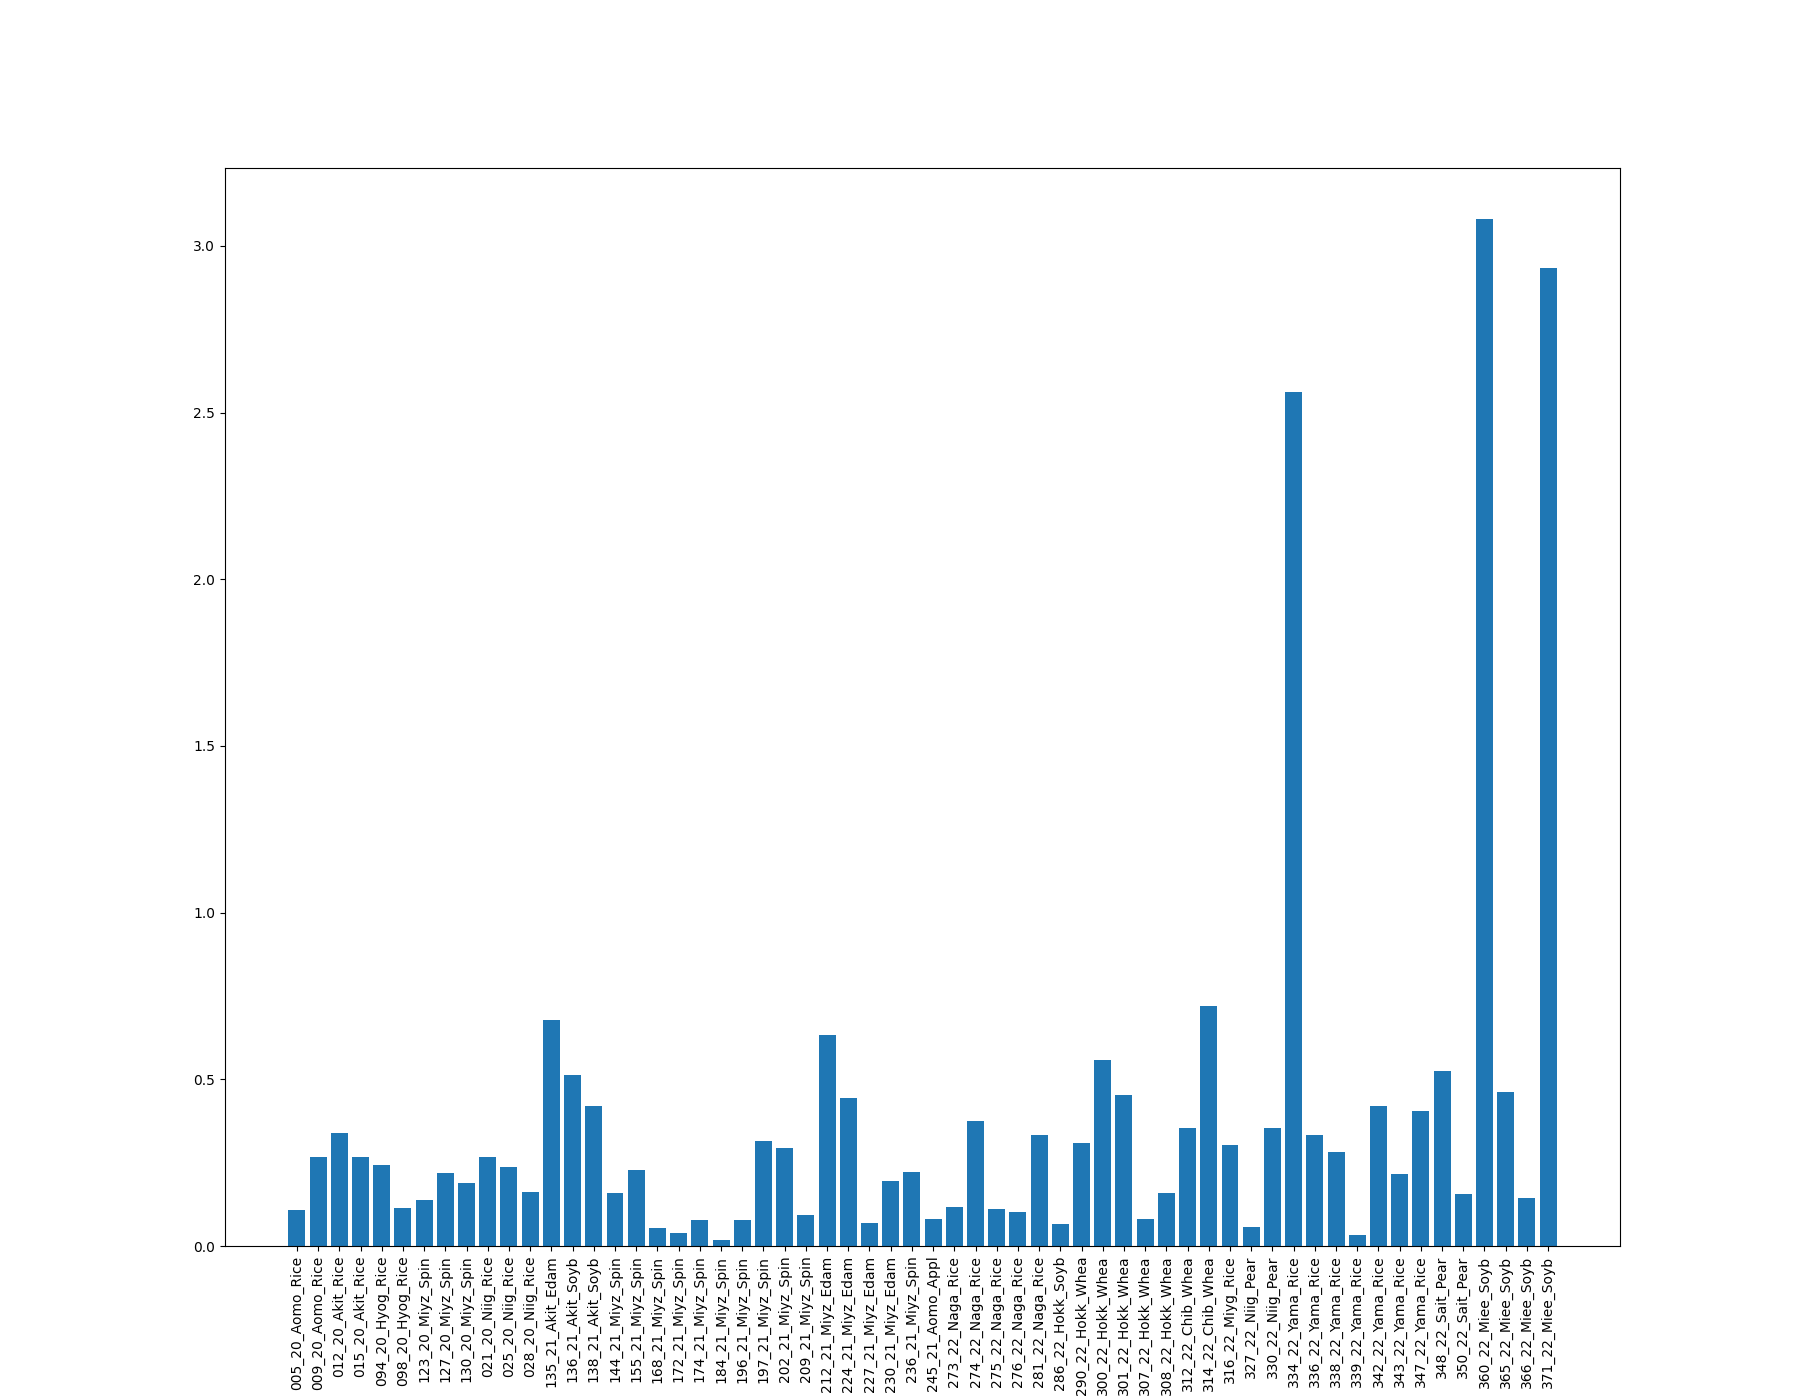 3.0
2.5
2.0
1.5
1.0
0.5
0.0
005_20_Aomo_Rice
009_20_Aomo_Rice
012_20_Akit_Rice
015_20_Akit_Rice
094_20_Hyog_Rice
098_20_Hyog_Rice
123_20_Miyz_Spin
127_20_Miyz_Spin
130_20_Miyz_Spin
021_20_Niig_Rice
025_20_Niig_Rice
028_20_Niig_Rice
135_21_Akit_Edam
136_21_Akit_Soyb
138_21_Akit_Soyb
144_21_Miyz_Spin
155_21_Miyz_Spin
168_21_Miyz_Spin
172_21_Miyz_Spin
174_21_Miyz_Spin
184_21_Miyz_Spin
196_21_Miyz_Spin
197_21_Miyz_Spin
202_21_Miyz_Spin
209_21_Miyz_Spin
212_21_Miyz_Edam
224_21_Miyz_Edam
227_21_Miyz_Edam
230_21_Miyz_Edam
236_21_Miyz_Spin
245_21_Aomo_Appl
273_22_Naga_Rice
274_22_Naga_Rice
275_22_Naga_Rice
276_22_Naga_Rice
281_22_Naga_Rice
286_22_Hokk_Soyb
290_22_Hokk_Whea
300_22_Hokk_Whea
301_22_Hokk_Whea
307_22_Hokk_Whea
308_22_Hokk_Whea
312_22_Chib_Whea
314_22_Chib_Whea
316_22_Miyg_Rice
327_22_Niig_Pear
330_22_Niig_Pear
334_22_Yama_Rice
336_22_Yama_Rice
338_22_Yama_Rice
339_22_Yama_Rice
342_22_Yama_Rice
343_22_Yama_Rice
347_22_Yama_Rice
348_22_Sait_Pear
350_22_Sait_Pear
360_22_Miee_Soyb
365_22_Miee_Soyb
366_22_Miee_Soyb
371_22_Miee_Soyb